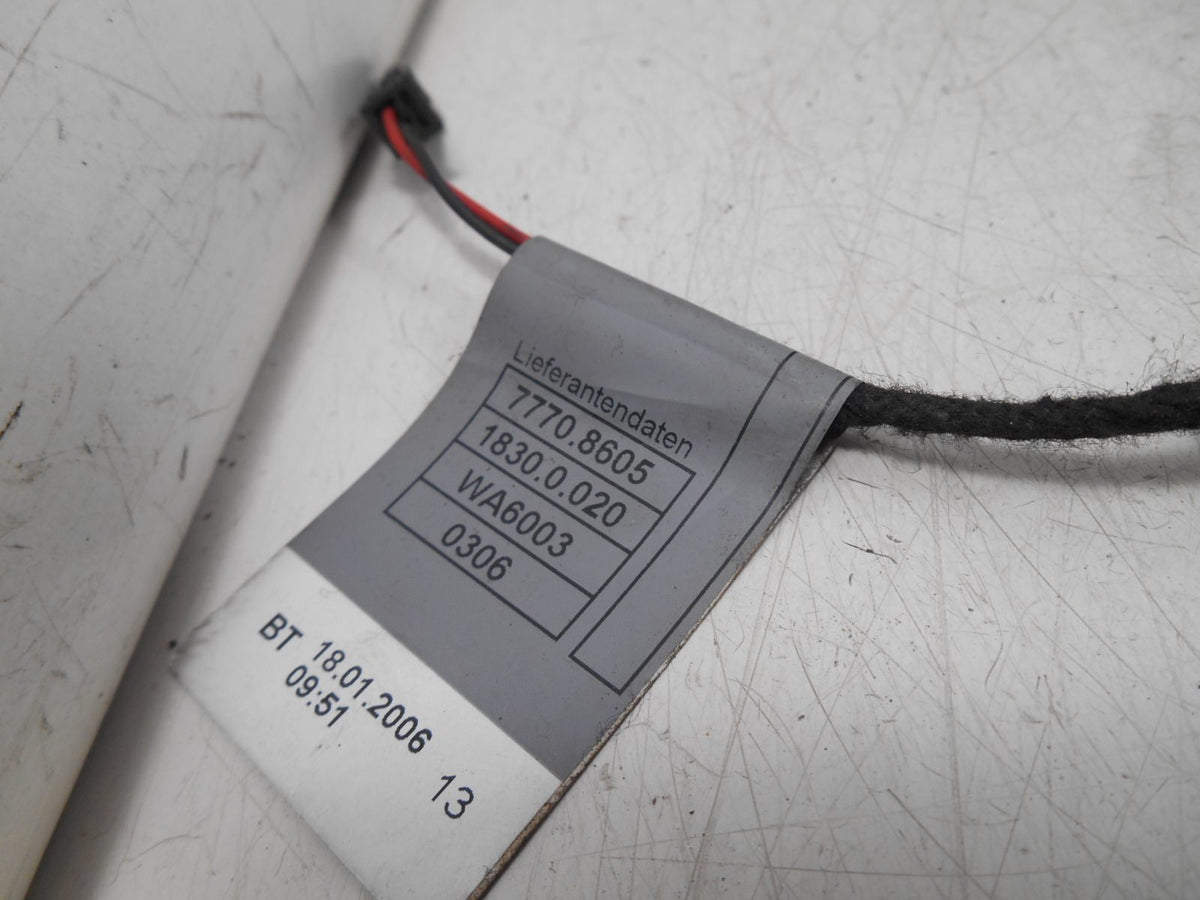 Lieferantendaten
7770.8605
1830.0.020
WA6003
0306
BT 18.01.2006
09:51
13